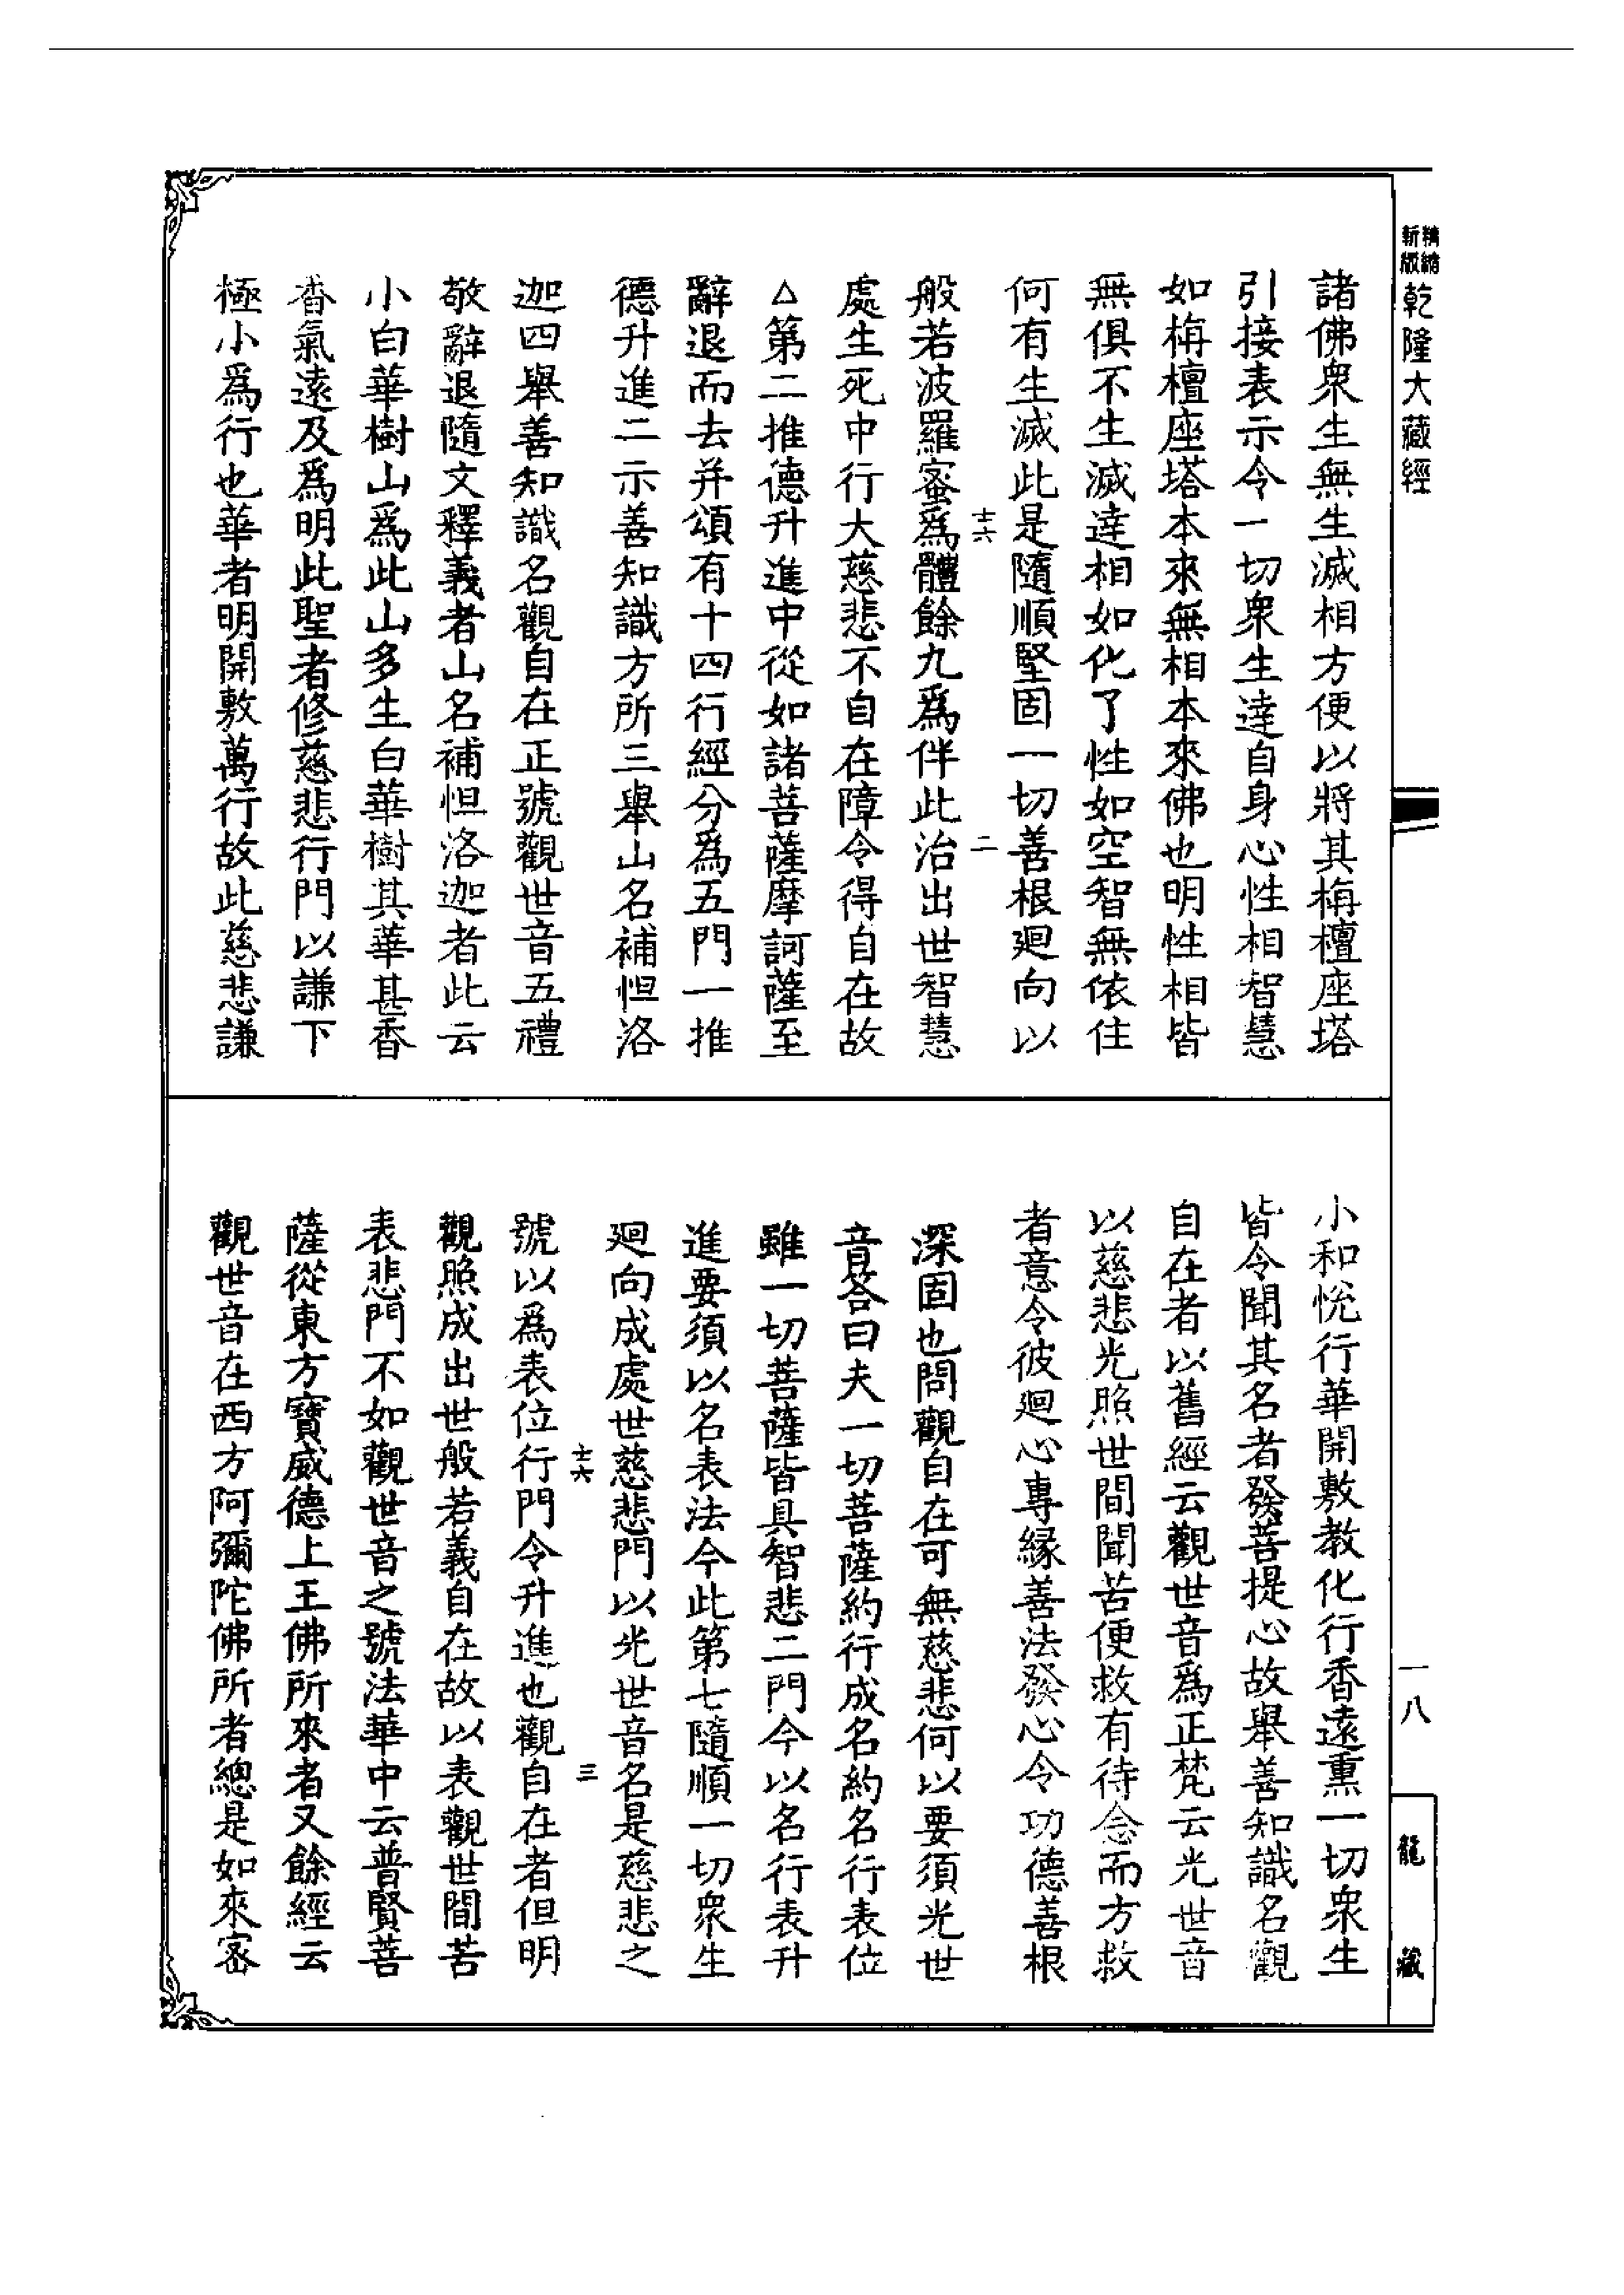 精縮新版乾隆大藏經
諸佛衆生無生滅相方便以將其栴檀座塔
引接表示令一切衆生達自身心性相智慧
如栴檀座塔本來無相本來佛也明性相皆
無俱不生滅達相如化了性如空智無依住
何有生滅此是隨順堅固一切善根廻向以
十六 二
般若波羅蜜爲體餘九爲伴此治出世智慧
處生死中行大慈悲不自在障令得自在故
△第二推德升進中從如諸菩薩摩訶薩至
辭退而去并頌有十四行經分爲五門一推
德升進二示善知識方所三舉山名補怛洛
迦四舉善知識名觀自在正號觀世音五禮
敬辭退隨文釋義者山名補怛洛迦者此云
小白華樹山爲此山多生白華樹其華甚香
香氣遠及爲明此聖者修慈悲行門以謙下
極小爲行也華者明開敷萬行故此慈悲謙
小和悅行華開敷教化行香遠熏一切衆生
皆令聞其名者發菩提心故舉善知識名觀
自在者以舊經云觀世音爲正梵云光世音
以慈悲光照世間聞苦便救有待念而方救
者意令彼廻心專緣善法發心令功德善根
深固也問觀自在可無慈悲何以要須光世
音答曰夫一切菩薩約行成名約名行表位
雖一切菩薩皆具智悲二門今以名行表升
進要須以名表法今此第七隨順一切衆生
廻向成處世慈悲門以光世音名是慈悲之
十六 三
號以爲表位行門令升進也觀自在者但明
觀照成出世般若義自在故以表觀世間苦
表悲門不如觀世音之號法華中云普賢菩
薩從東方寶威德上王佛所來者又餘經云
觀世音在西方阿彌陀佛所者總是如來密
一八
龍藏